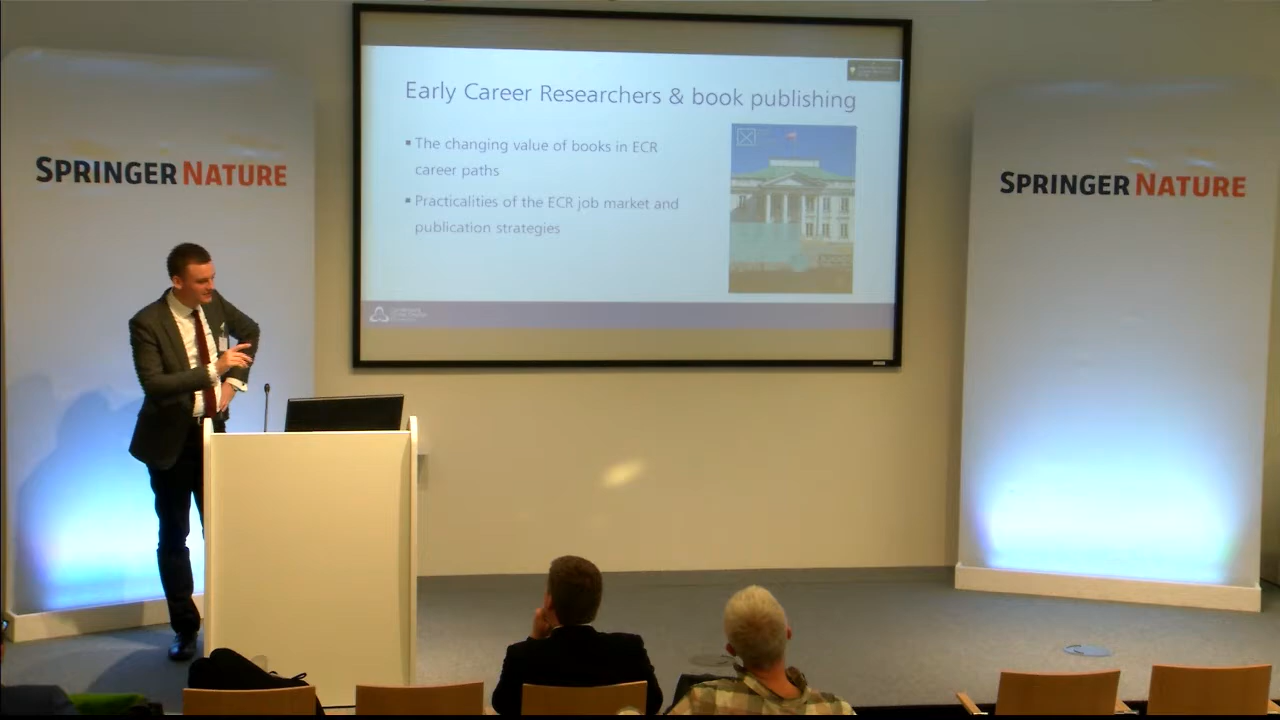 SPRINGER NATURE
Early Career Researchers & book publishing
▪ The changing value of books in ECR
career paths
▪ Practicalities of the ECR job market and
publication strategies
SPRINGER NATURE